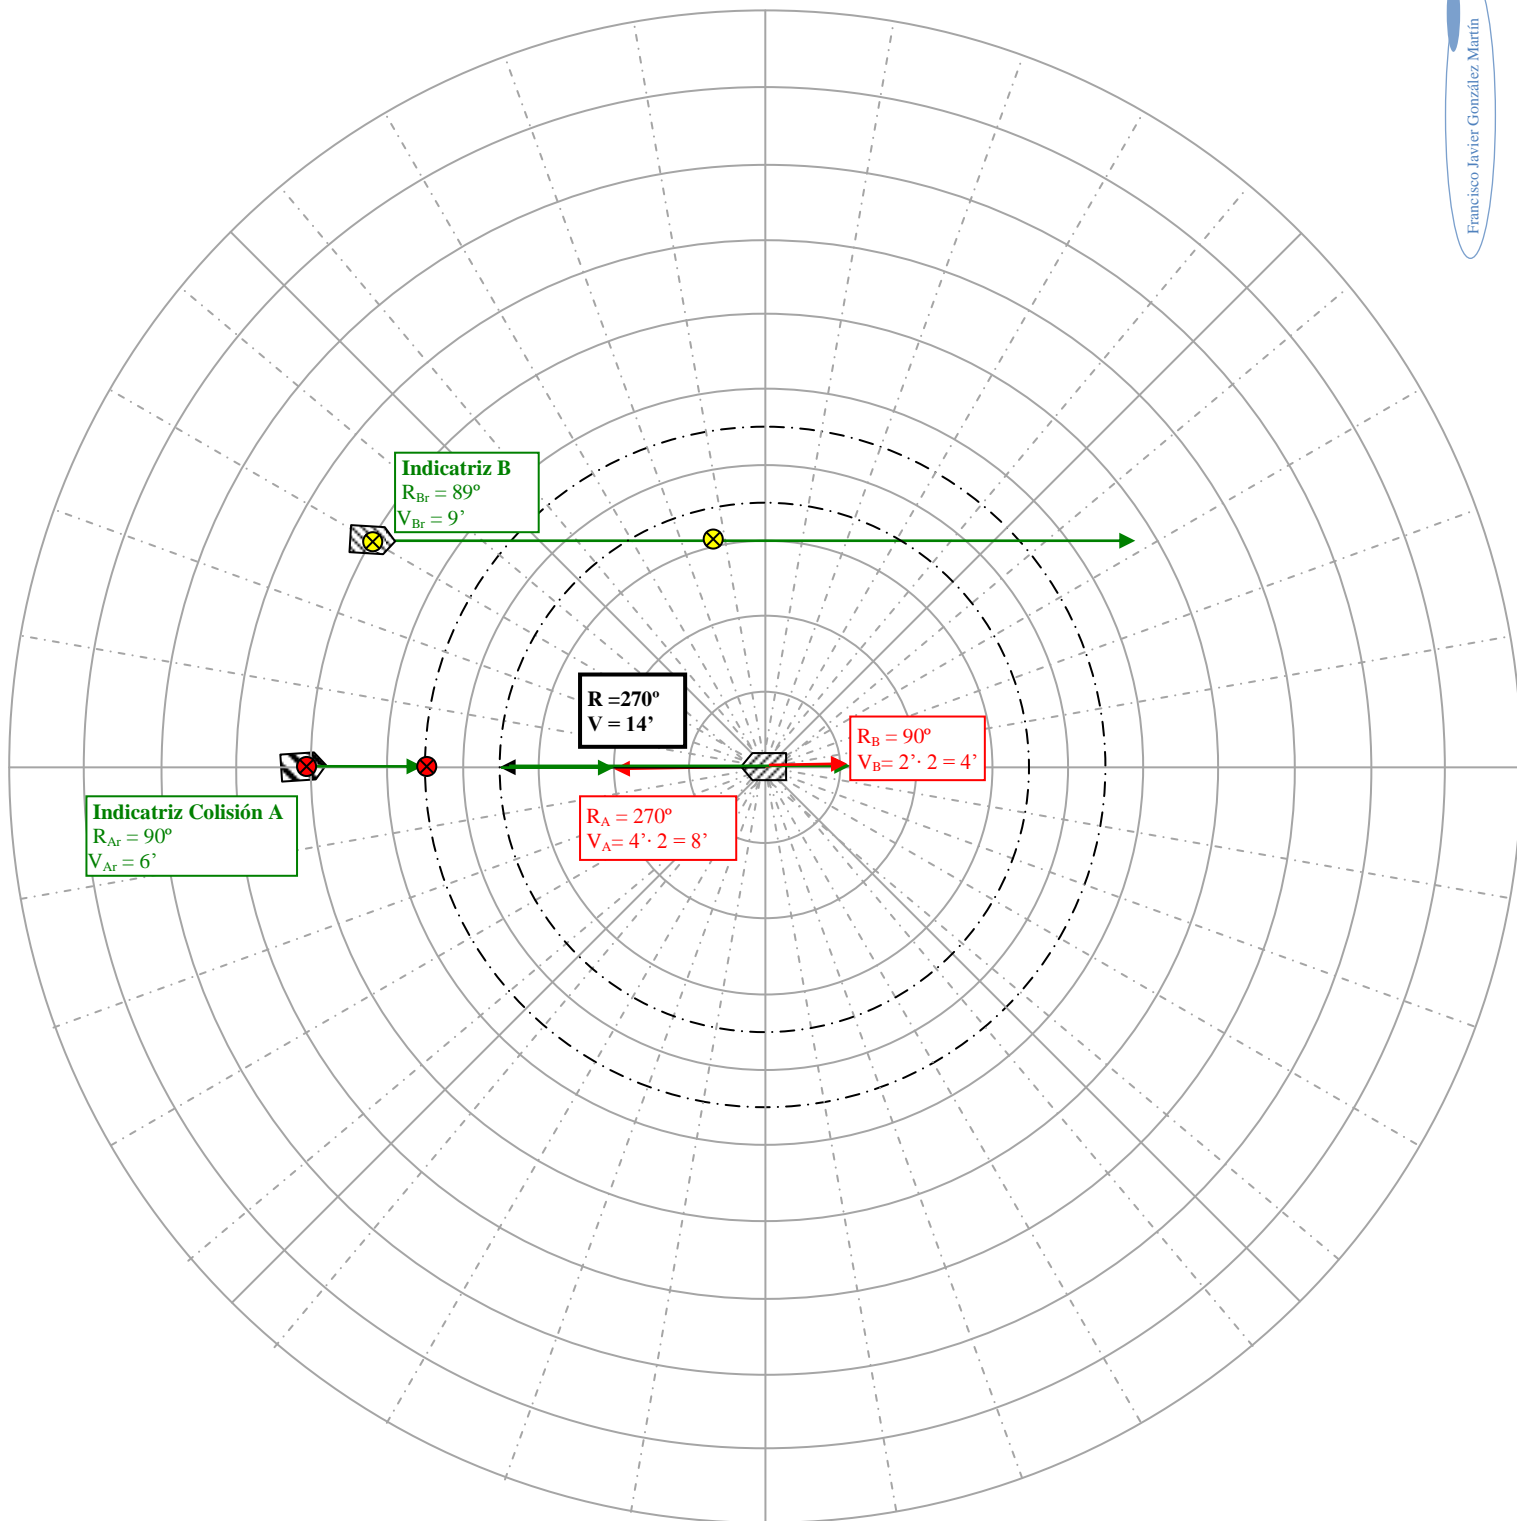 Francisco Javier González Martín
Indicatriz B
R_Br = 89º
V_Br = 9’
R =270º
V = 14’
R_B = 90º
V_B= 2’· 2 = 4’
Indicatriz Colisión A
R_Ar = 90º
V_Ar = 6’
R_A = 270º
V_A= 4’· 2 = 8’